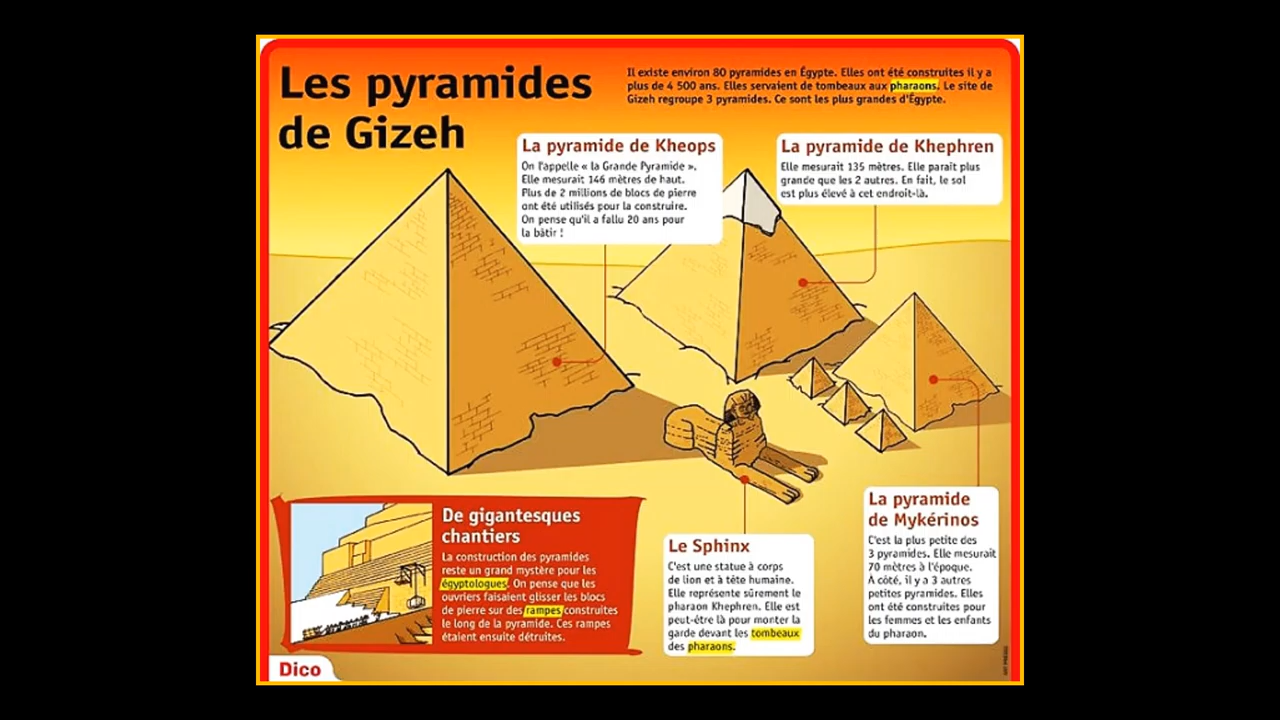 Les pyramides
de Gizeh
Il existe environ 80 pyramides en Égypte. Elles ont été construites il y a
plus de 4 500 ans. Elles servaient de tombeaux aux pharaons. Le site de
Gizeh regroupe 3 pyramides. Ce sont les plus grandes d'Égypte.
La pyramide de Kheops
On l'appelle « la Grande Pyramide ».
Elle mesurait 146 mètres de haut.
Plus de 2 millions de blocs de pierre
ont été utilisés pour la construire.
On pense qu'il a fallu 20 ans pour
la bâtir !
La pyramide de Khephren
Elle mesurait 135 mètres. Elle paraît plus
grande que les 2 autres. En fait, le sol
est plus élevé à cet endroit-là.
De gigantesques
chantiers
La construction des pyramides
reste un grand mystère pour les
égyptologues. On pense que les
ouvriers faisaient glisser les blocs
de pierre sur des rampes construites
le long de la pyramide. Ces rampes
étaient ensuite détruites.
Le Sphinx
C'est une statue à corps
de lion et à tête humaine.
Elle représente sûrement le
pharaon Khephren. Elle est
peut-être là pour monter la
garde devant les tombeaux
des pharaons.
La pyramide
de Mykérinos
C'est la plus petite des
3 pyramides. Elle mesurait
70 mètres à l'époque.
À côté, il y a 3 autres
petites pyramides. Elles
ont été construites pour
les femmes et les enfants
du pharaon.
Dico